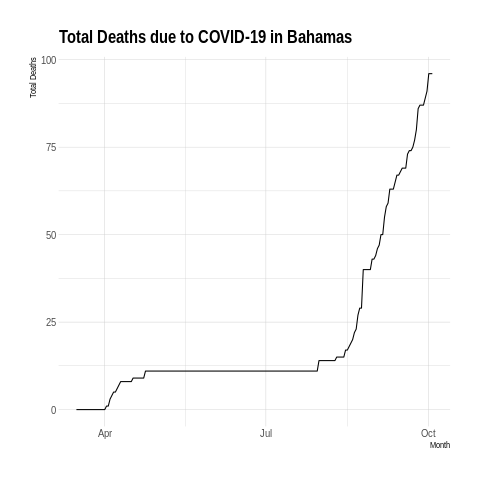 Total Deaths due to COVID-19 in Bahamas
Total Deaths
100
75
50
25
0
Apr
Jul
Oct
Month